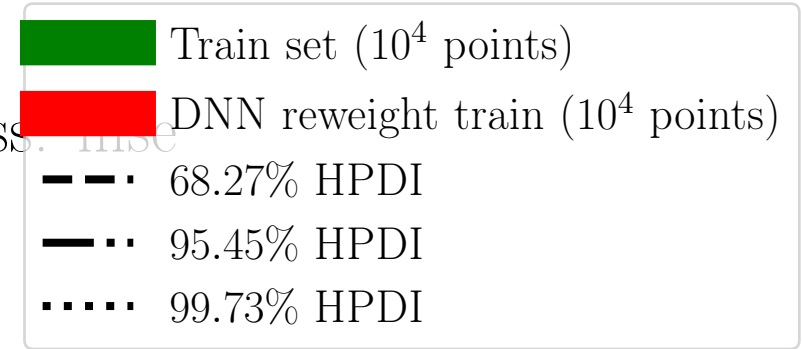 Train set (10⁴ points)
DNN reweight train (10⁴ points)
68.27% HPDI
95.45% HPDI
99.73% HPDI